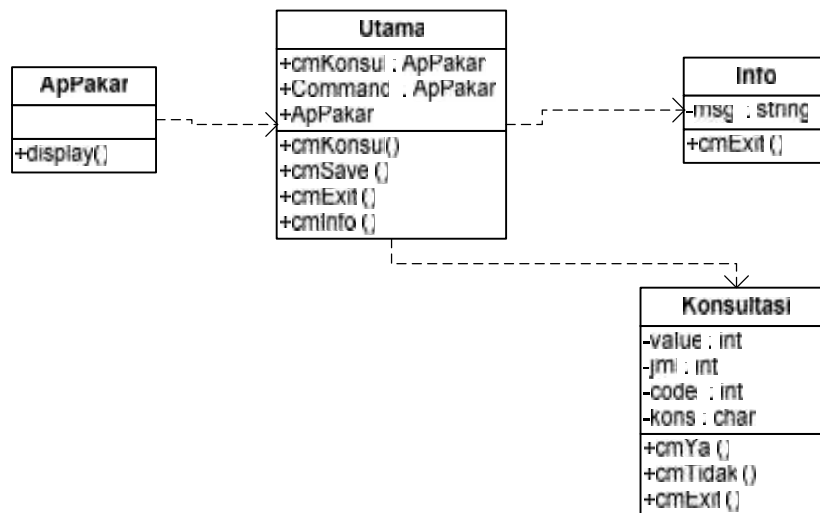 ApPakar
+display()
Utama
+cmKonsul : ApPakar
+Command : ApPakar
+ApPakar
+cmKonsul()
+cmSave ()
+cmExit ()
+cmInfo ()
Info
-msg : string
+cmExit ()
Konsultasi
-value : int
-jml : int
-code : int
-kons : char
+cmYa ()
+cmTidak ()
+cmExit ()